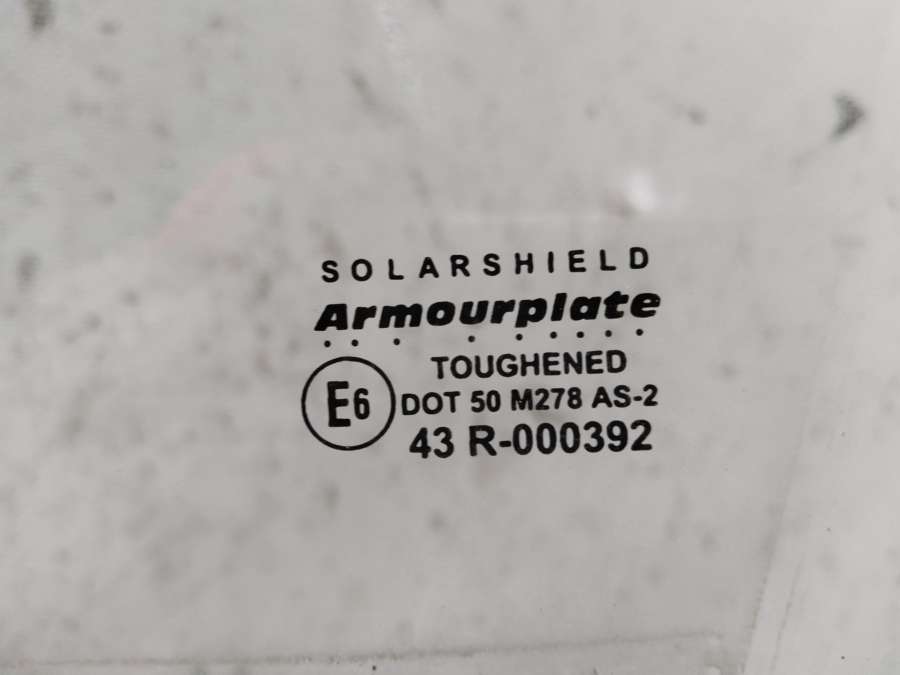 SOLARSHIELD
Armourplate
TOUGHENED
E6
DOT 50 M278 AS-2
43 R-000392